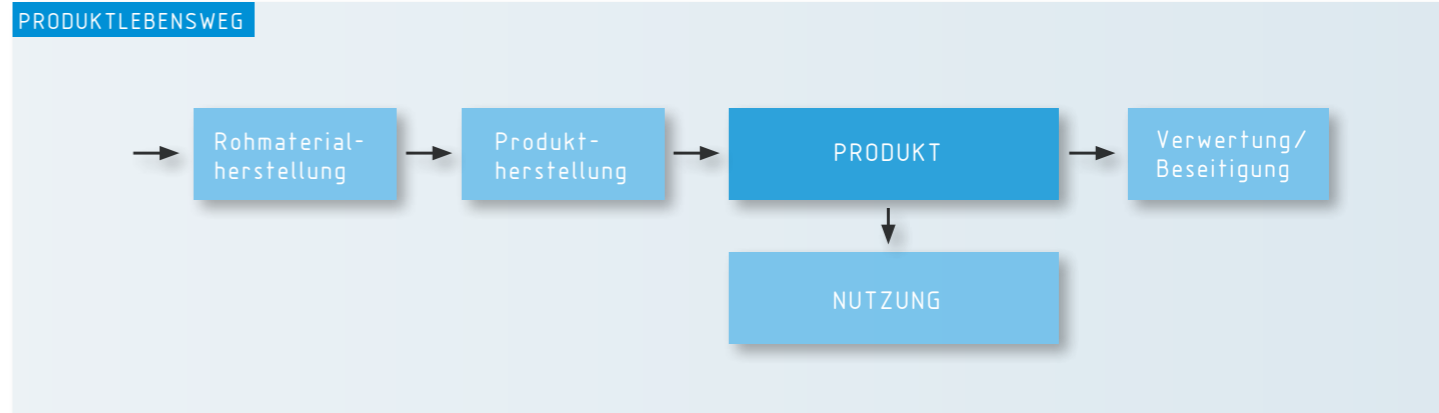 PRODUKTLEBENSWEG
Rohmaterial-
herstellung
Produkt-
herstellung
PRODUKT
Verwertung/
Beseitigung
NUTZUNG